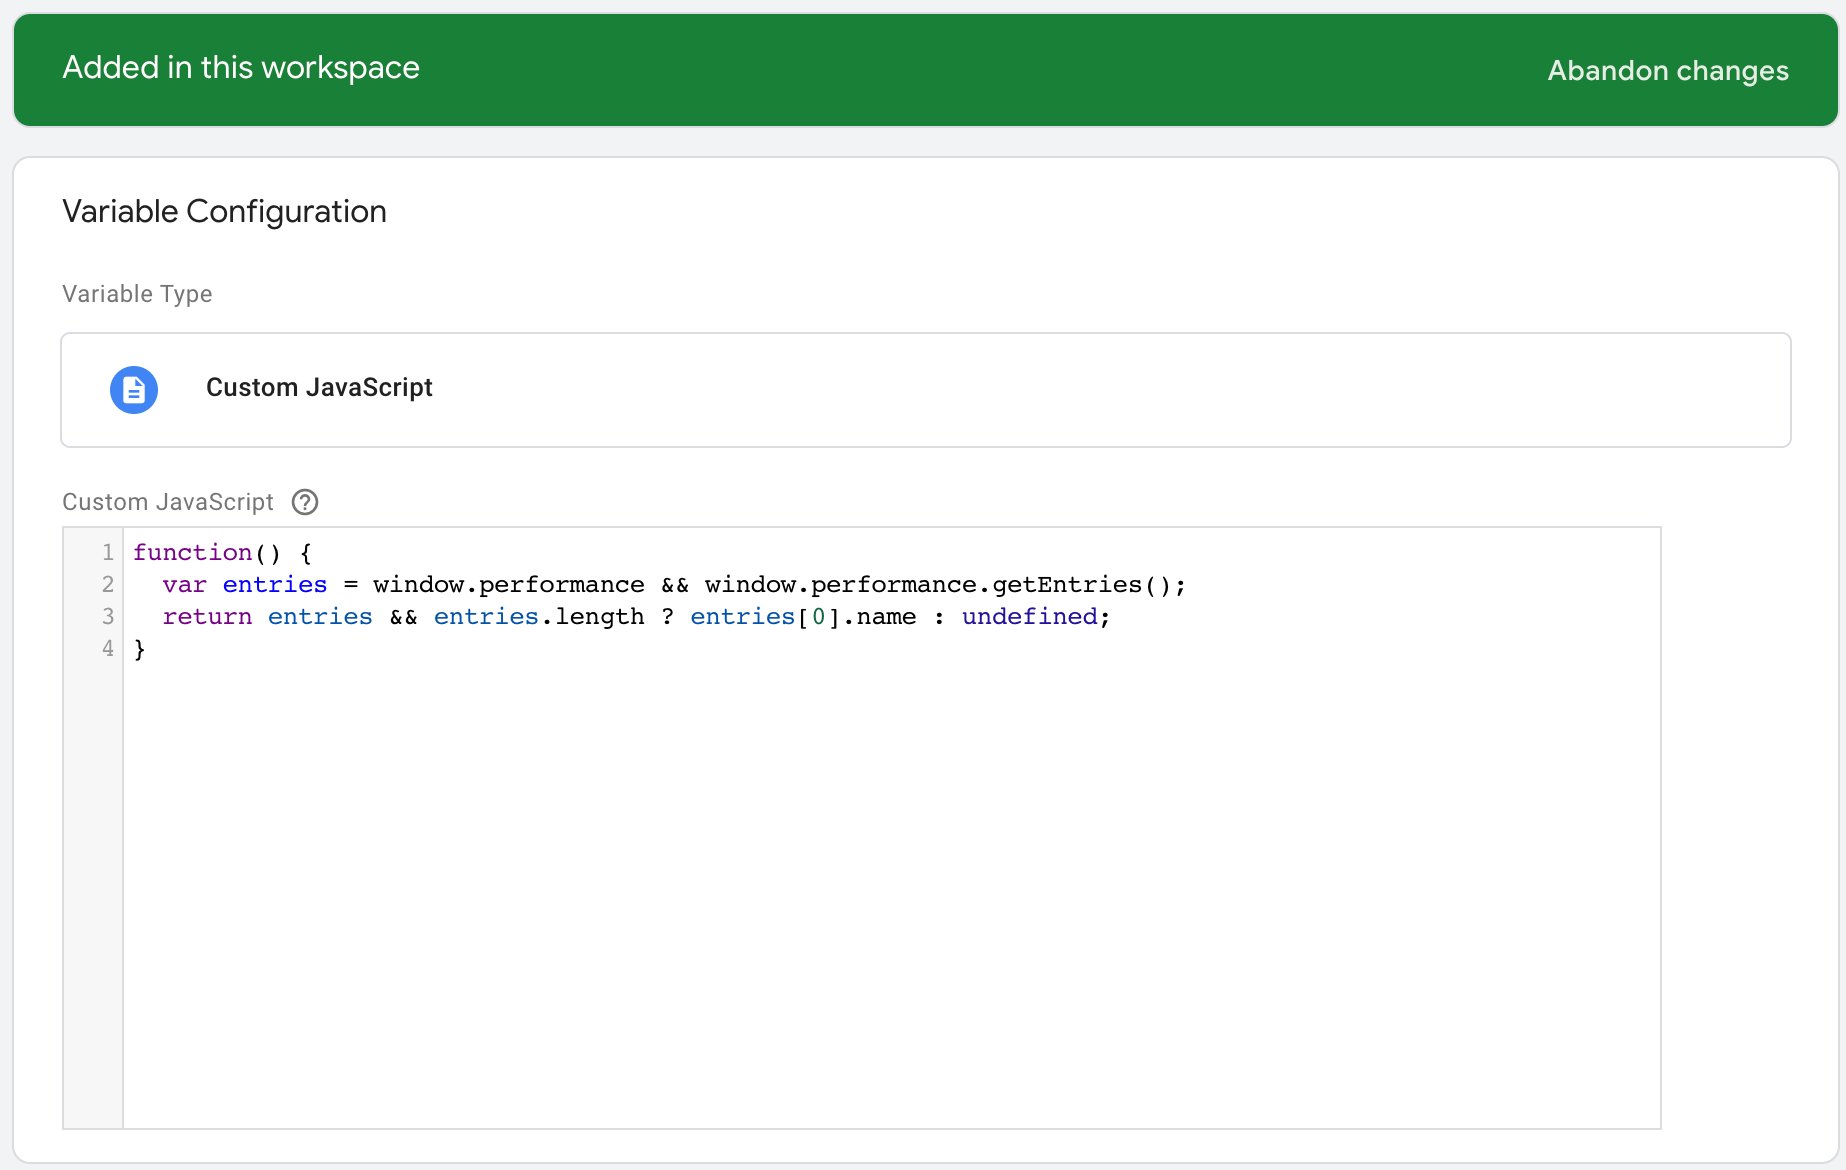 Added in this workspace
Abandon changes
Variable Configuration
Variable Type
Custom JavaScript
Custom JavaScript ?
1 function() {
2   var entries = window.performance && window.performance.getEntries();
3   return entries && entries.length ? entries[0].name : undefined;
4 }